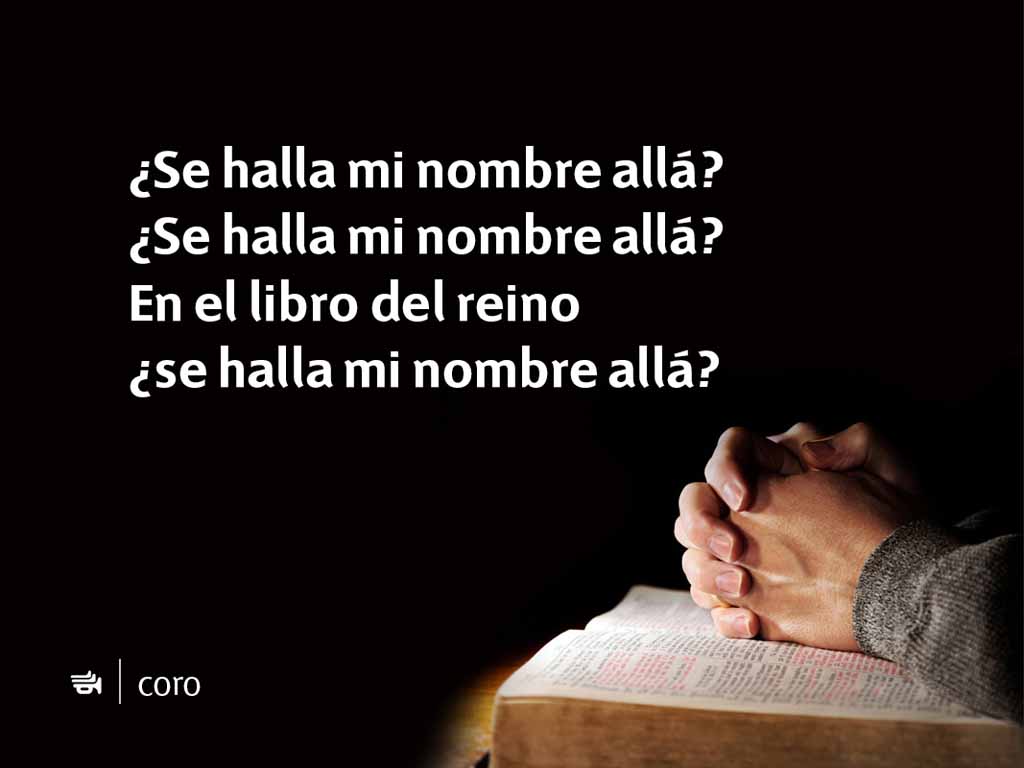 ¿Se halla mi nombre allá?
¿Se halla mi nombre allá?
En el libro del reino
¿se halla mi nombre allá?
coro